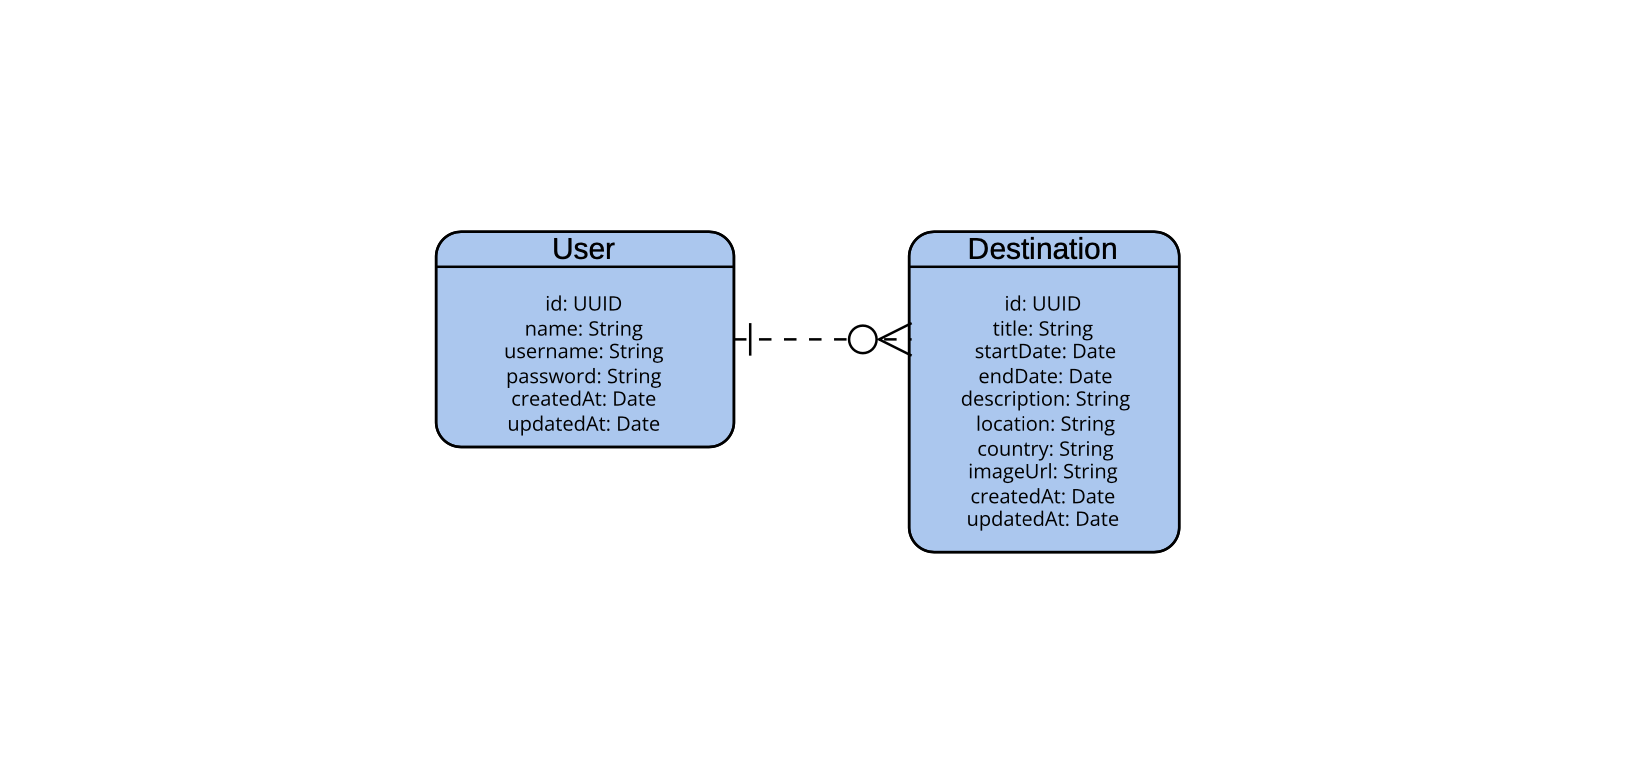 User
id: UUID
name: String
username: String
password: String
createdAt: Date
updatedAt: Date
Destination
id: UUID
title: String
startDate: Date
endDate: Date
description: String
location: String
country: String
imageUrl: String
createdAt: Date
updatedAt: Date